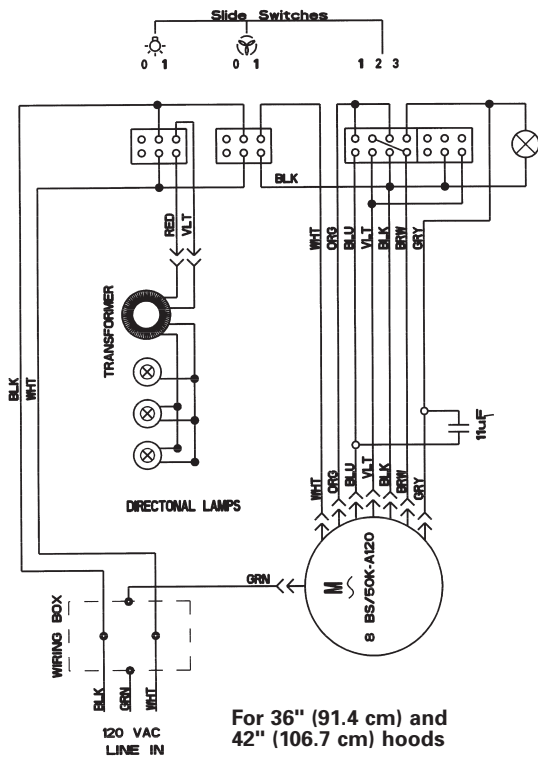 Slide Switches
0 1
0 1
1 2 3
BLK
RED
VLT
WHT
ORG
BLU
VLT
BLK
BRW
GRY
TRANSFORMER
BLK
WHT
11uF
WHT
ORG
BLU
VLT
BLK
BRW
GRY
DIRECTONAL LAMPS
GRN
M
8 BS/50K-A120
WIRING BOX
BLK
GRN
WHT
120 VAC
LINE IN
For 36" (91.4 cm) and
42" (106.7 cm) hoods